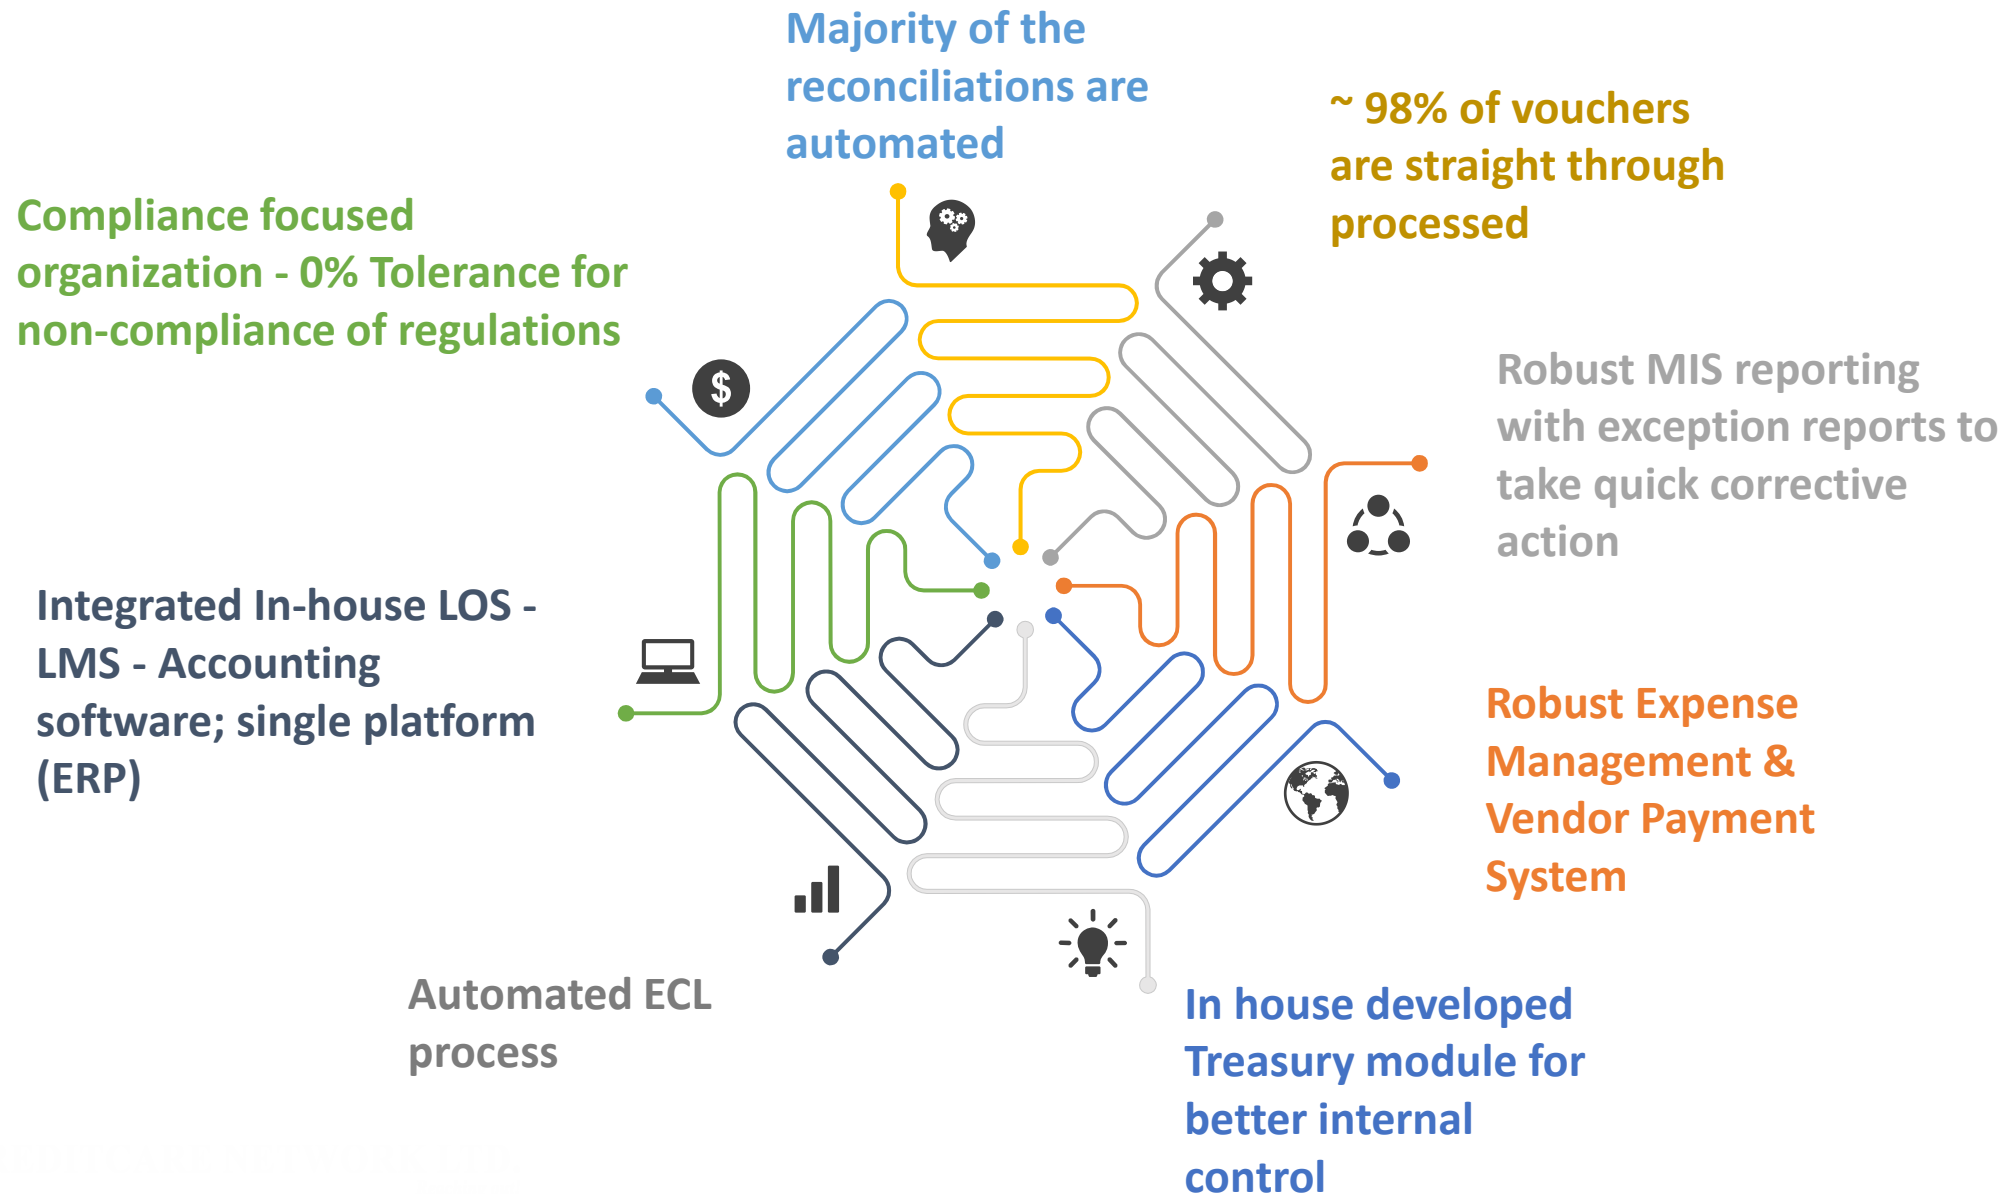 Majority of the
reconciliations are
automated
~ 98% of vouchers
are straight through
processed
Compliance focused
organization - 0% Tolerance for
non-compliance of regulations
Robust MIS reporting
with exception reports to
take quick corrective
action
Integrated In-house LOS -
LMS - Accounting
software; single platform
(ERP)
Robust Expense
Management &
Vendor Payment
System
Automated ECL
process
In house developed
Treasury module for
better internal
control
$